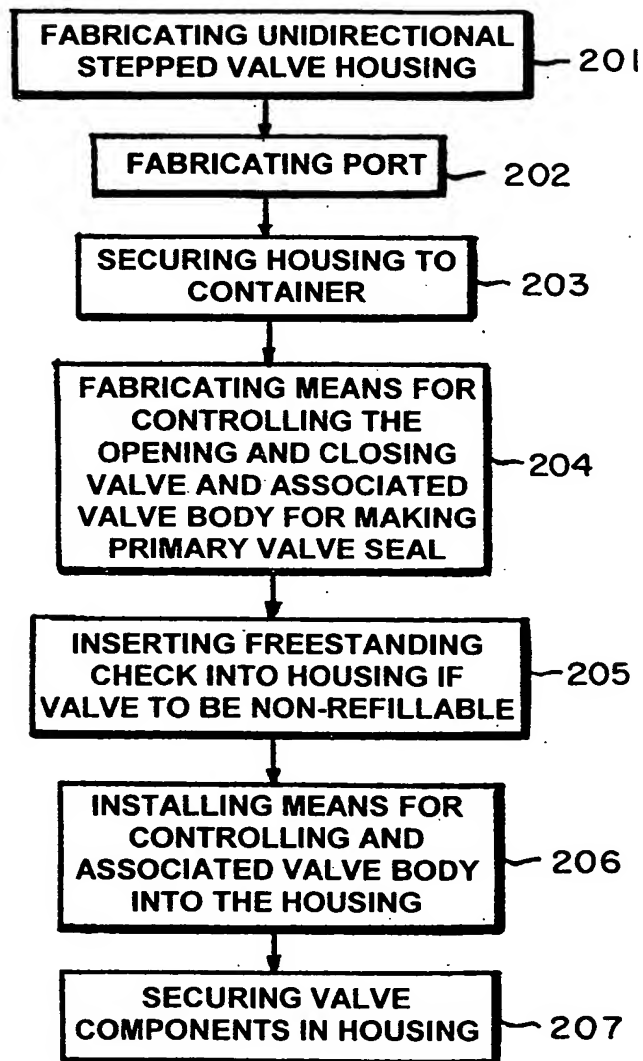 FABRICATING UNIDIRECTIONAL
STEPPED VALVE HOUSING
201
FABRICATING PORT
202
SECURING HOUSING TO
CONTAINER
203
FABRICATING MEANS FOR
CONTROLLING THE
OPENING AND CLOSING
VALVE AND ASSOCIATED
VALVE BODY FOR MAKING
PRIMARY VALVE SEAL
204
INSERTING FREESTANDING
CHECK INTO HOUSING IF
VALVE TO BE NON-REFILLABLE
205
INSTALLING MEANS FOR
CONTROLLING AND
ASSOCIATED VALVE BODY
INTO THE HOUSING
206
SECURING VALVE
COMPONENTS IN HOUSING
207